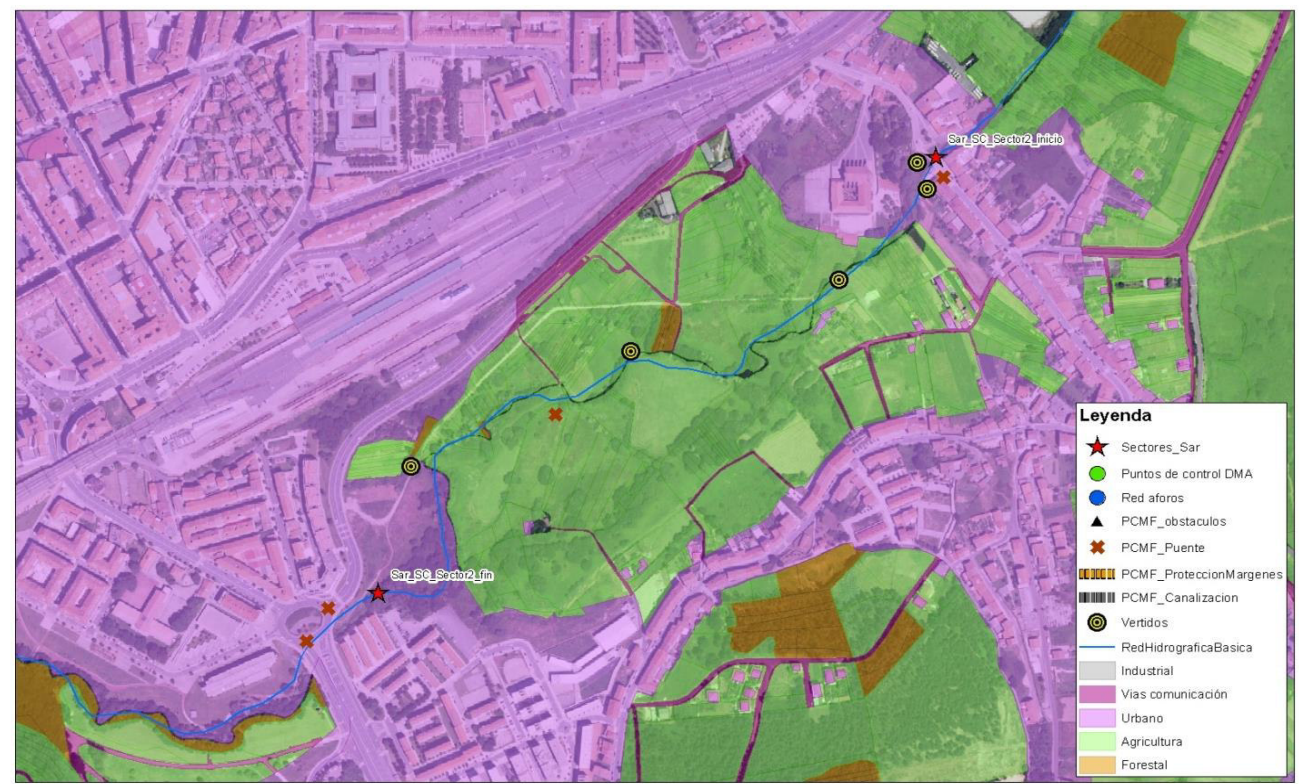 Sar_SC_Sector2_inicio
Sar_SC_Sector2_fin
Leyenda
Sectores_Sar
Puntos de control DMA
Red aforos
PCMF_obstaculos
PCMF_Puente
PCMF_ProteccionMargenes
PCMF_Canalizacion
Vertidos
RedHidrograficaBasica
Industrial
Vias comunicación
Urbano
Agricultura
Forestal